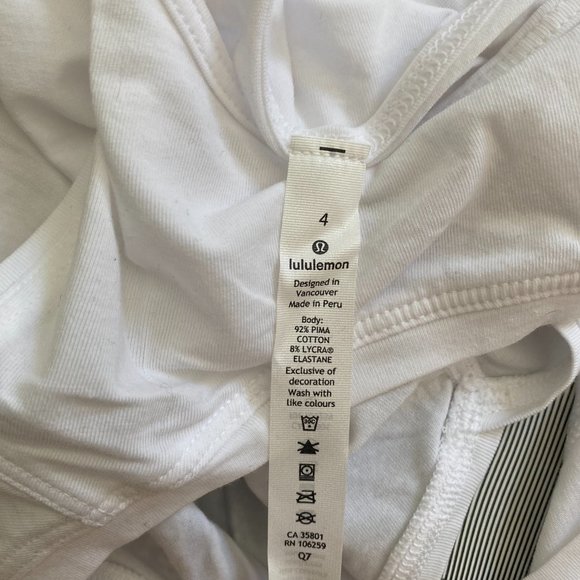 4
lululemon
Designed in
Vancouver
Made in Peru
Body:
92% PIMA
COTTON
8% LYCRA®
ELASTANE
Exclusive of
decoration
Wash with
like colours
CA 35801
RN 106259
Q7